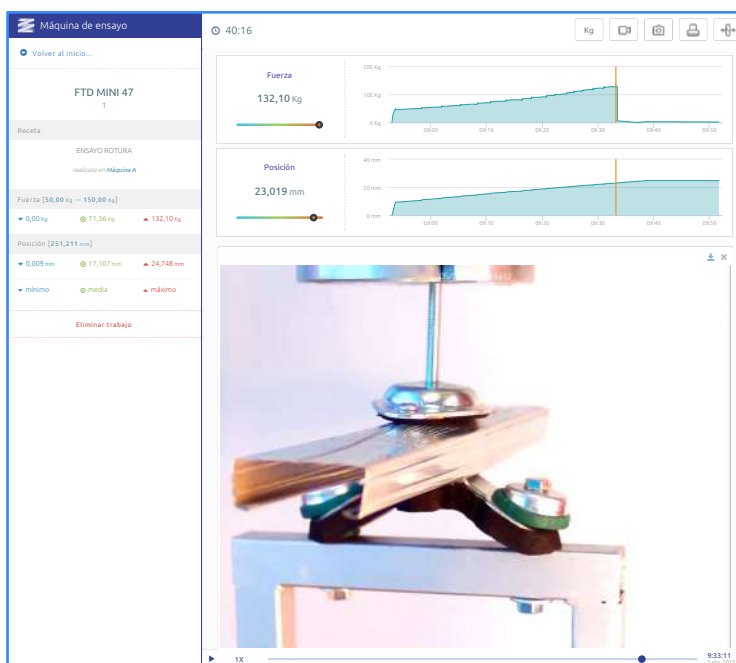 Máquina de ensayo
40:16
Kg
Volver al inicio...
FTD MINI 47
1
Receta
ENSAYO ROTURA
realizada en Máquina A
Fuerza [50,00 Kg — 150,00 Kg]
0,00 Kg 71,36 Kg 132,10 Kg
Posición [251,211 mm]
0,009 mm 17,107 mm 24,748 mm
mínimo media máximo
Eliminar trabajo
Fuerza
132,10 Kg
200 Kg
100 Kg
0 Kg
09:00 09:10 09:20 09:30 09:40 09:50
Posición
23,019 mm
40 mm
20 mm
0 mm
09:00 09:10 09:20 09:30 09:40 09:50
1X
9:33:11